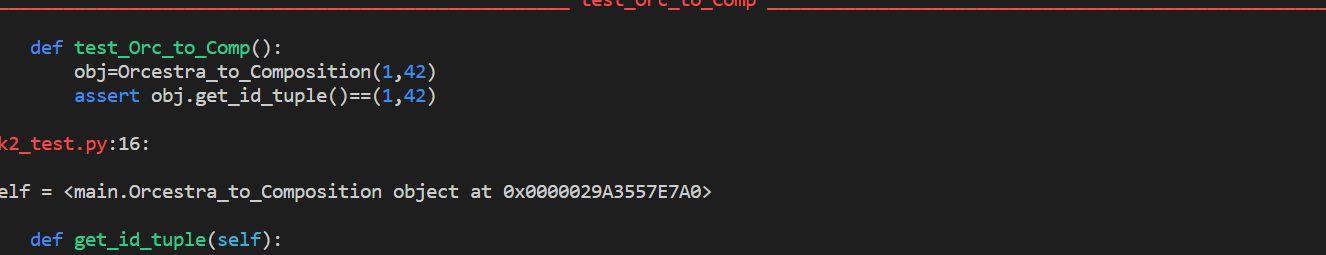 test_Orc_to_Comp
def test_Orc_to_Comp():
obj=Orcestra_to_Composition(1,42)
assert obj.get_id_tuple()==(1,42)
k2_test.py:16:
elf = <main.Orcestra_to_Composition object at 0x0000029A3557E7A0>
def get_id_tuple(self):